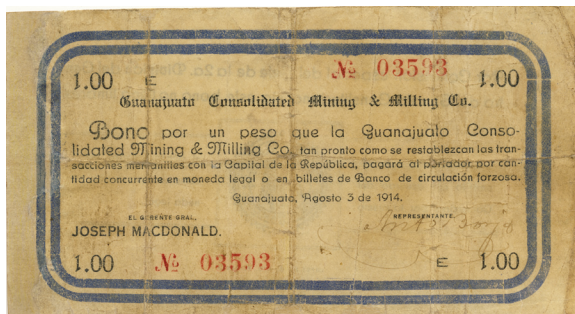 1.00 E № 03593 1.00
Guanajuato Consolidated Mining & Milling Co.
Bono por un peso que la Guanajuato Conso-
lidated Mining & Milling Co. tan pronto como se restablezcan las tran-
sacciones mercantiles con la Capital de la República, pagará al portador por can-
tidad concurrente en moneda legal o en billetes de Banco de circulación forzosa.
Guanajuato, Agosto 3 de 1914.
EL GERENTE GRAL.
JOSEPH MACDONALD.
REPRESENTANTE.
1.00 № 03593 E 1.00